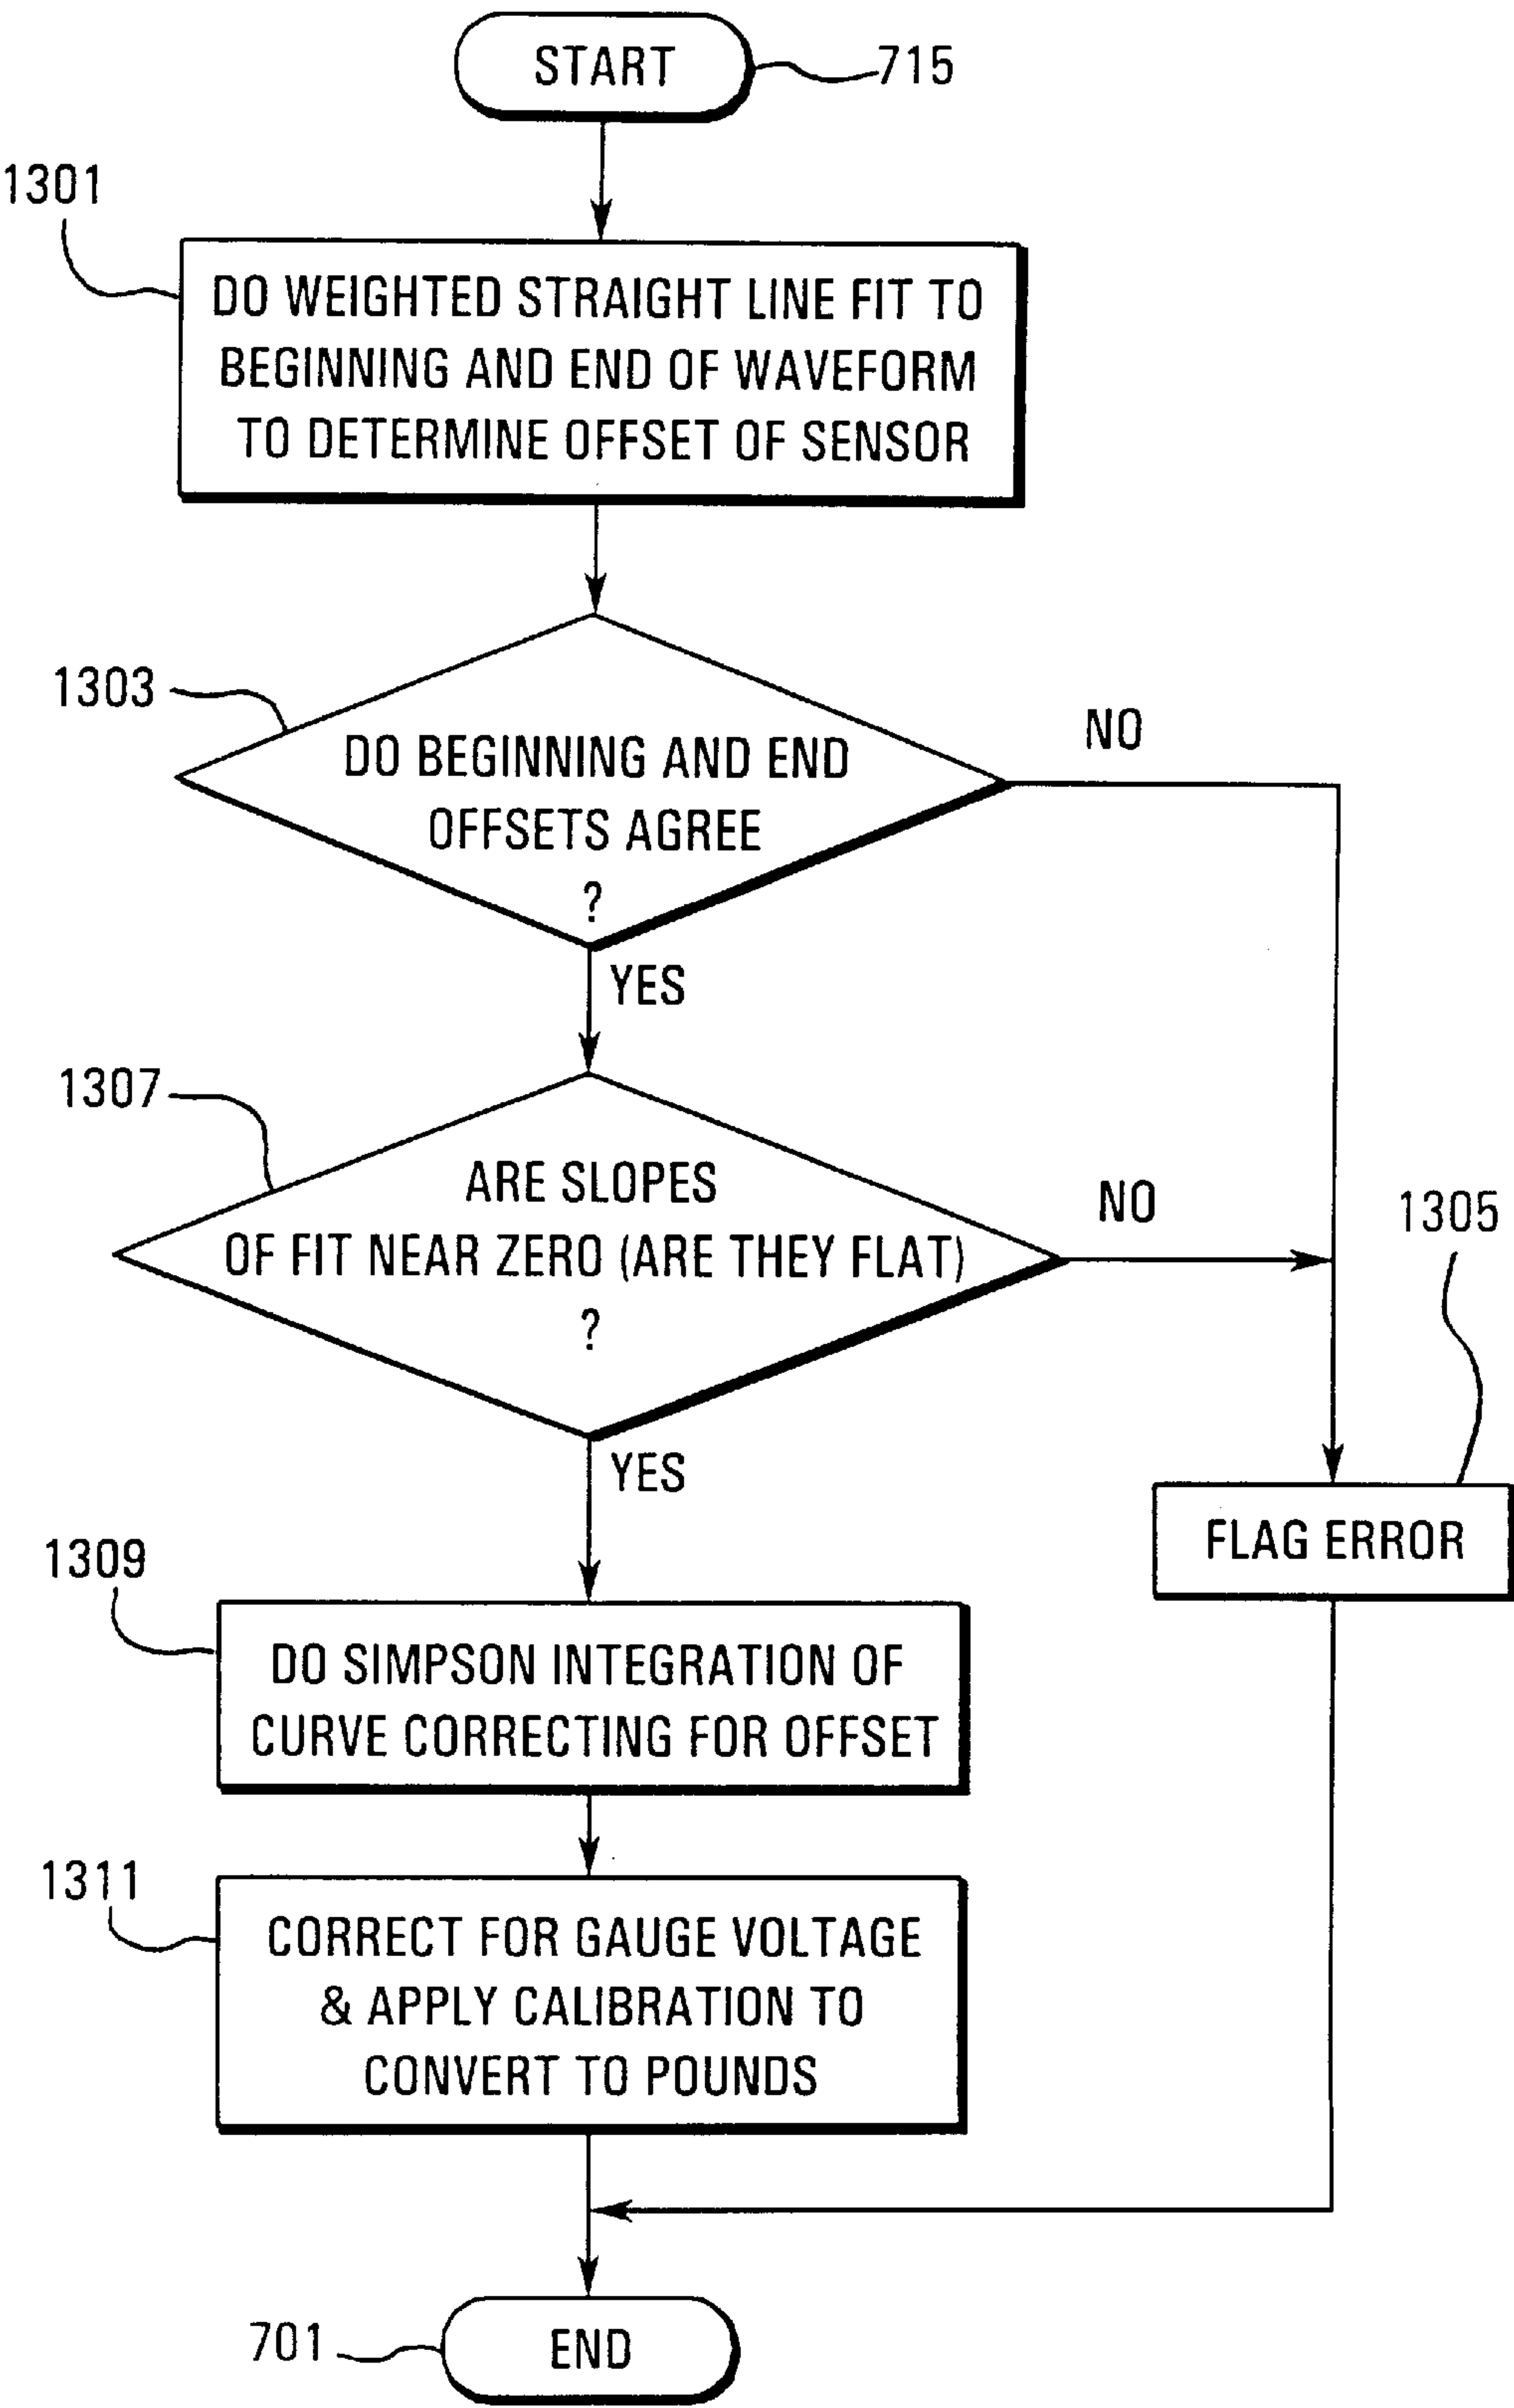 START
715
1301
DO WEIGHTED STRAIGHT LINE FIT TO
BEGINNING AND END OF WAVEFORM
TO DETERMINE OFFSET OF SENSOR
1303
DO BEGINNING AND END
OFFSETS AGREE
?
NO
YES
1307
ARE SLOPES
OF FIT NEAR ZERO (ARE THEY FLAT)
?
NO
YES
1305
FLAG ERROR
1309
DO SIMPSON INTEGRATION OF
CURVE CORRECTING FOR OFFSET
1311
CORRECT FOR GAUGE VOLTAGE
& APPLY CALIBRATION TO
CONVERT TO POUNDS
701
END